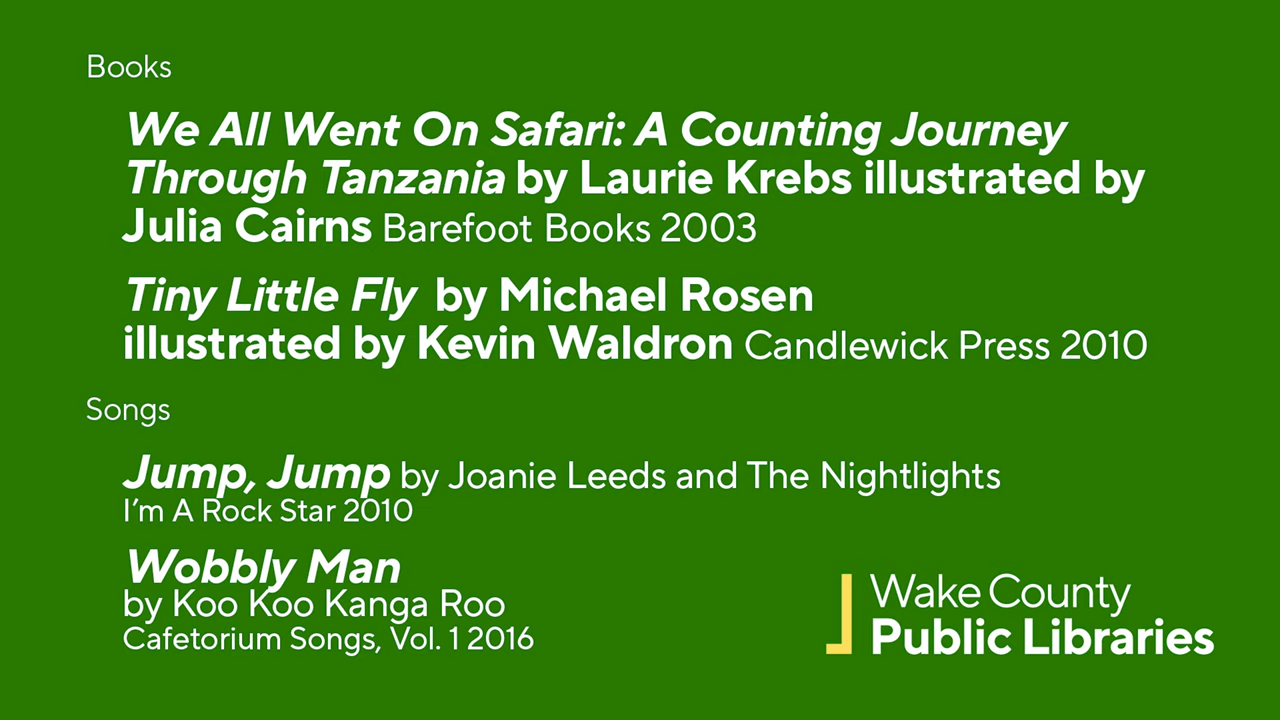 Books
We All Went On Safari: A Counting Journey
Through Tanzania by Laurie Krebs illustrated by
Julia Cairns Barefoot Books 2003
Tiny Little Fly by Michael Rosen
illustrated by Kevin Waldron Candlewick Press 2010
Songs
Jump, Jump by Joanie Leeds and The Nightlights
I'm A Rock Star 2010
Wobbly Man
by Koo Koo Kanga Roo
Cafetorium Songs, Vol. 1 2016
Wake County
Public Libraries